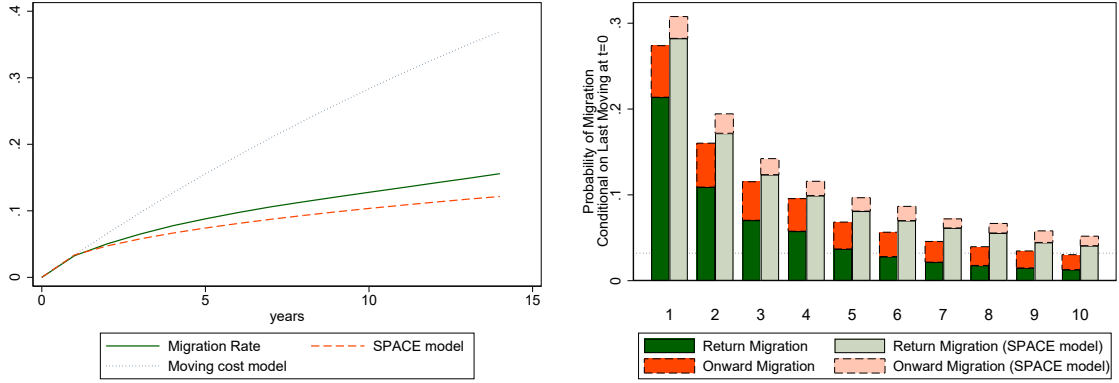 .4
.3
.2
.1
0
0
5
10
15
years
Migration Rate
SPACE model
Moving cost model
Probability of Migration
Conditional on Last Moving at t=0
.3
.2
.1
0
1
2
3
4
5
6
7
8
9
10
Return Migration
Return Migration (SPACE model)
Onward Migration
Onward Migration (SPACE model)